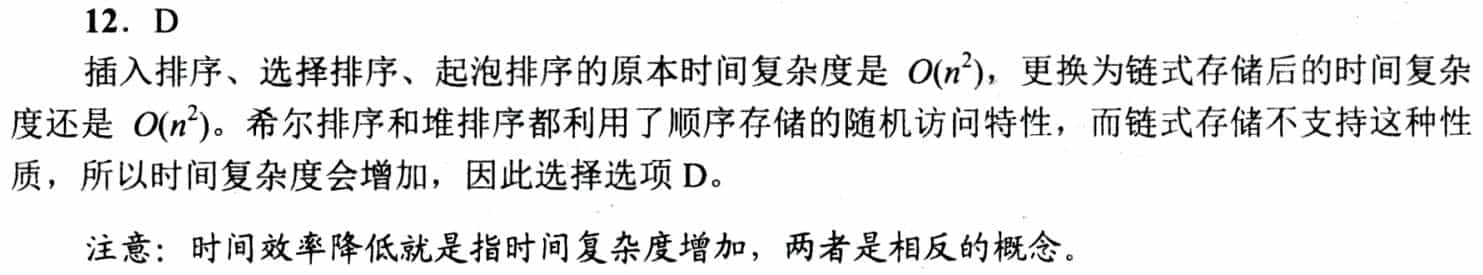 12. D
插入排序、选择排序、起泡排序的原本时间复杂度是 O(n²)，更换为链式存储后的时间复杂
度还是 O(n²)。希尔排序和堆排序都利用了顺序存储的随机访问特性，而链式存储不支持这种性
质，所以时间复杂度会增加，因此选择选项 D。
注意：时间效率降低就是指时间复杂度增加，两者是相反的概念。